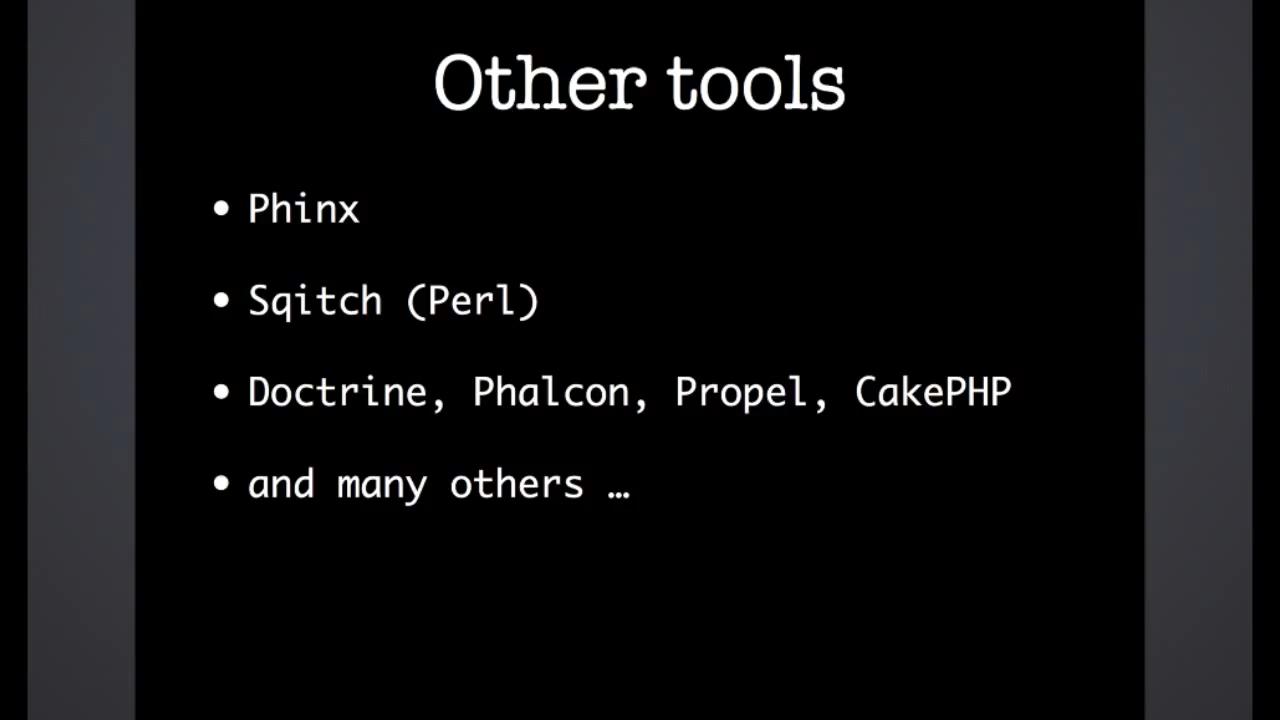 Other tools
• Phinx
• Sqitch (Perl)
• Doctrine, Phalcon, Propel, CakePHP
• and many others …